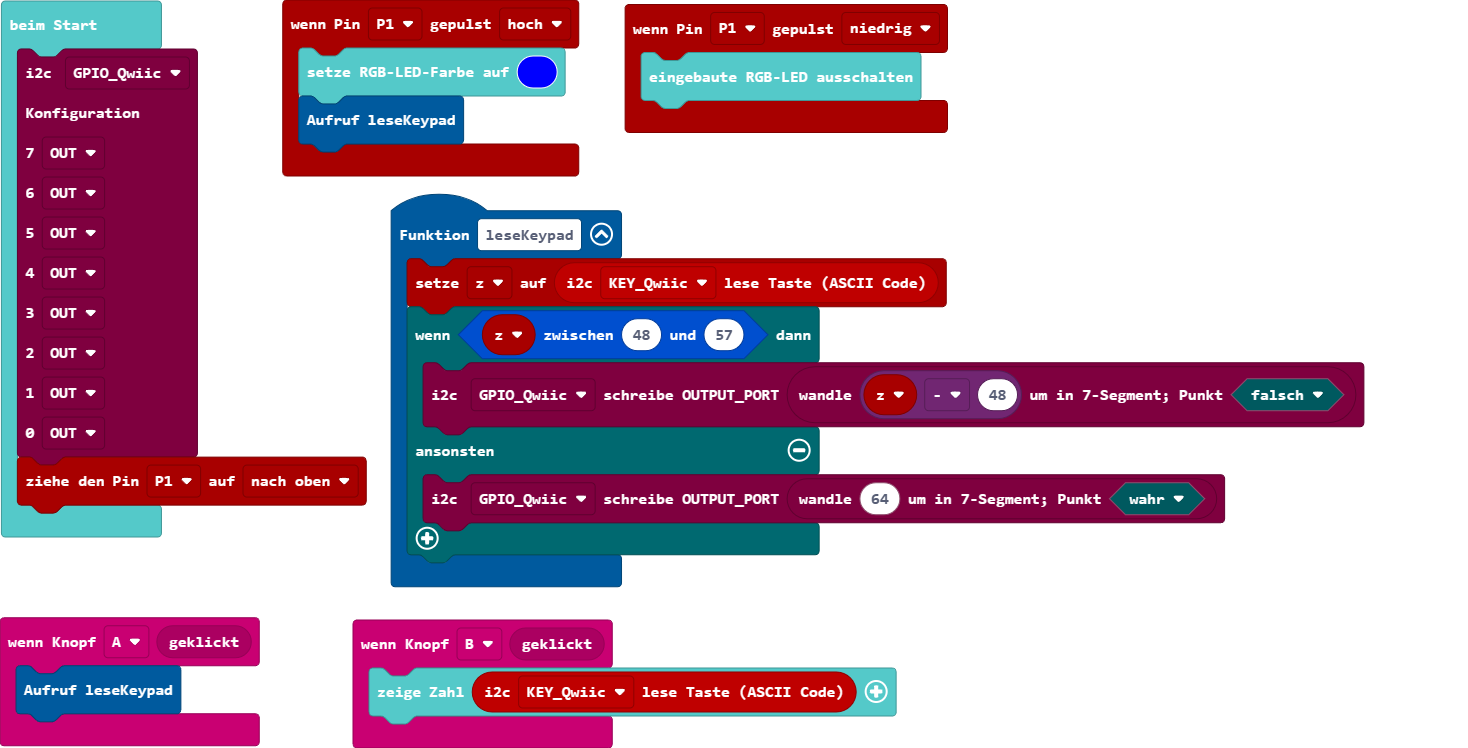 beim Start
i2c GPIO_Qwiic
Konfiguration
7 OUT
6 OUT
5 OUT
4 OUT
3 OUT
2 OUT
1 OUT
0 OUT
ziehe den Pin P1 auf nach oben
wenn Pin P1 gepulst hoch
setze RGB-LED-Farbe auf
Aufruf leseKeypad
wenn Pin P1 gepulst niedrig
eingebaute RGB-LED ausschalten
Funktion leseKeypad
setze z auf i2c KEY_Qwiic lese Taste (ASCII Code)
wenn z zwischen 48 und 57 dann
i2c GPIO_Qwiic schreibe OUTPUT_PORT wandle z - 48 um in 7-Segment; Punkt falsch
ansonsten
i2c GPIO_Qwiic schreibe OUTPUT_PORT wandle 64 um in 7-Segment; Punkt wahr
wenn Knopf A geklickt
Aufruf leseKeypad
wenn Knopf B geklickt
zeige Zahl i2c KEY_Qwiic lese Taste (ASCII Code)